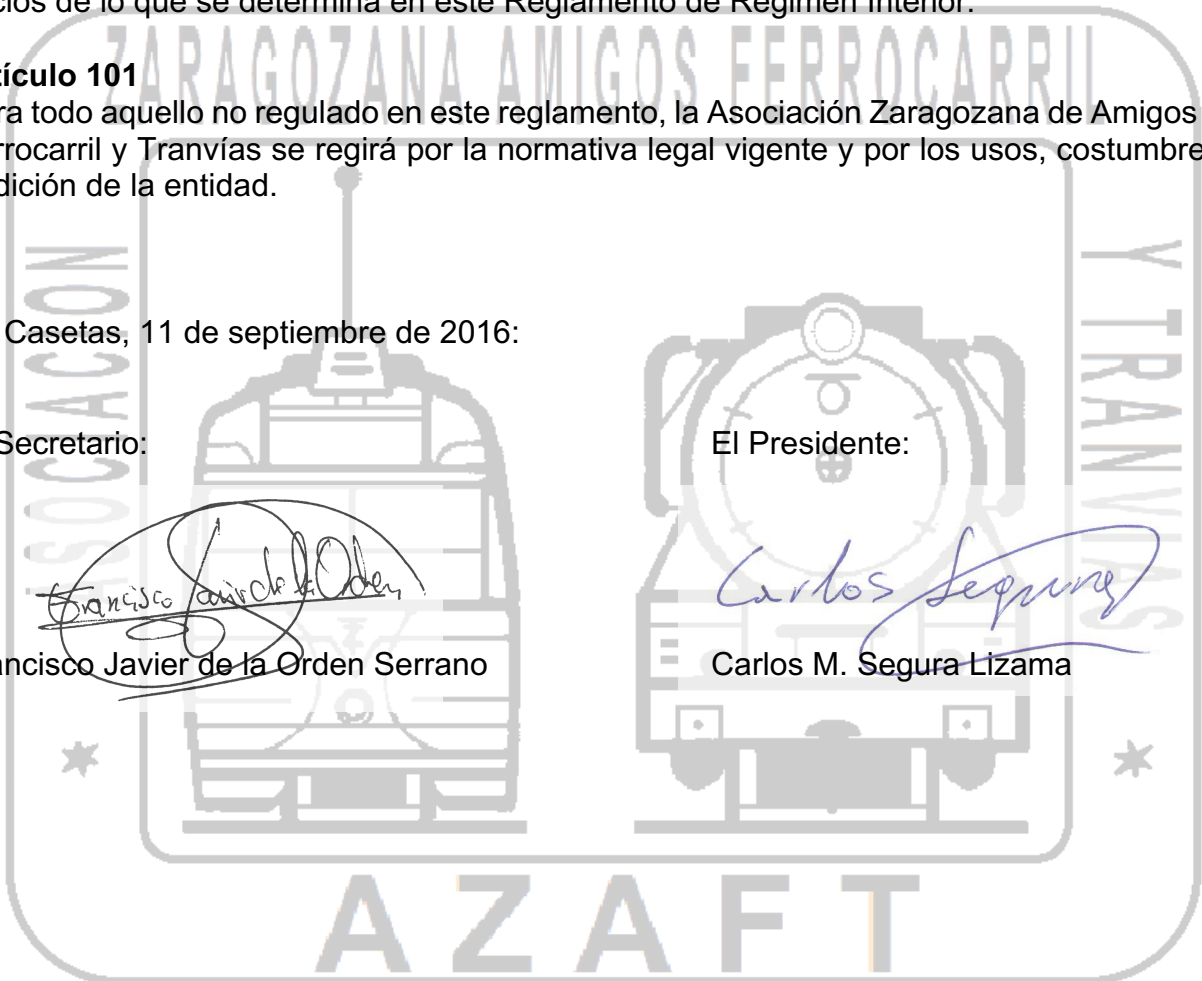 cios de lo que se determina en este Reglamento de Régimen Interior.
tículo 101
ra todo aquello no regulado en este reglamento, la Asociación Zaragozana de Amigos
rrocarril y Tranvías se regirá por la normativa legal vigente y por los usos, costumbre
dición de la entidad.
Casetas, 11 de septiembre de 2016:
Secretario:
El Presidente:
Francisco Javier de la Orden
Carlos Segura
ancisco Javier de la Orden Serrano
Carlos M. Segura Lizama
ZARAGOZANA AMIGOS FERROCARRIL
ASOCIACION
Y TRANVIAS
AZAFT